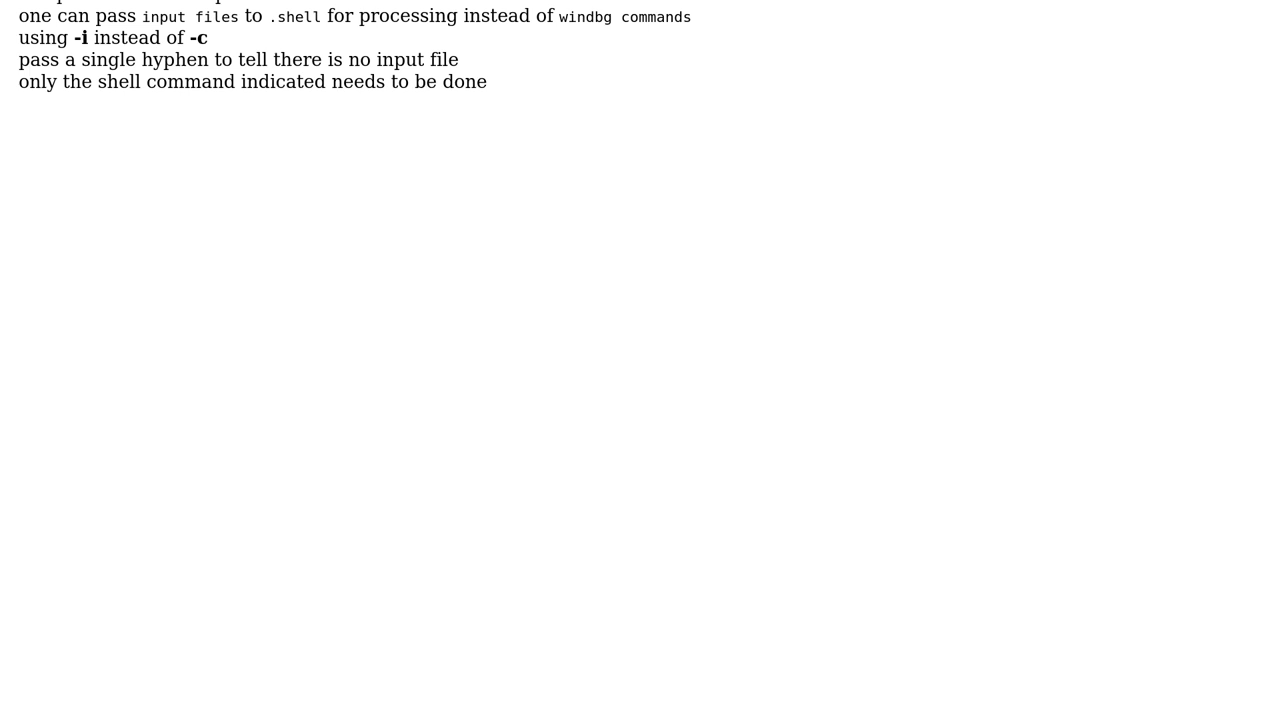 one can pass input files to .shell for processing instead of windbg commands
using -i instead of -c
pass a single hyphen to tell there is no input file
only the shell command indicated needs to be done